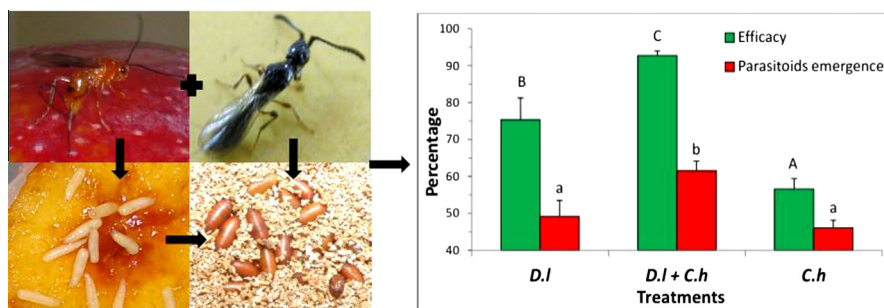 100
90
80
70
60
50
40
Percentage
Efficacy
Parasitoids emergence
B
a
C
b
A
a
D.l
D.l + C.h
C.h
Treatments